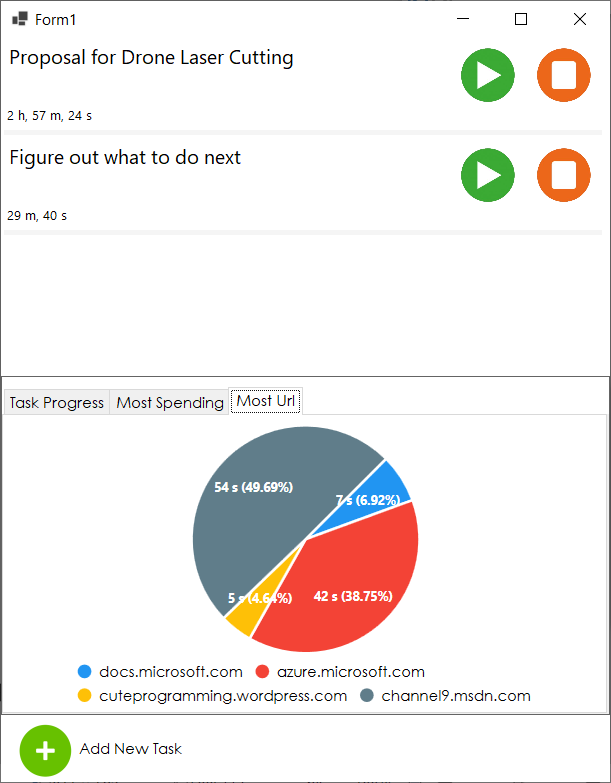 Form1
Proposal for Drone Laser Cutting
2 h, 57 m, 24 s
Figure out what to do next
29 m, 40 s
Task Progress Most Spending Most Url
54 s (49.69%)
7 s (6.92%)
5 s (4.64%)
42 s (38.75%)
docs.microsoft.com azure.microsoft.com
cuteprogramming.wordpress.com channel9.msdn.com
Add New Task